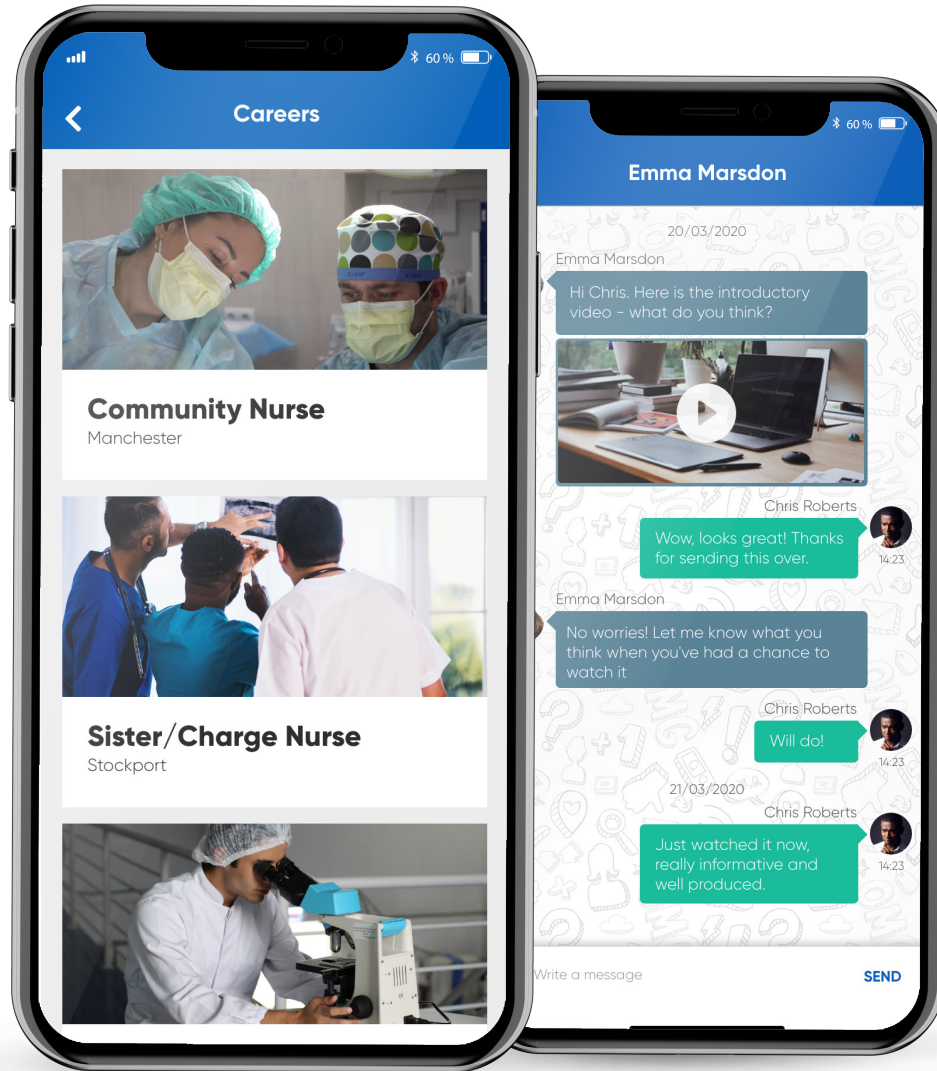 60 %
Careers
Community Nurse
Manchester
Sister/Charge Nurse
Stockport
60 %
Emma Marsdon
20/03/2020
Emma Marsdon
Hi Chris. Here is the introductory
video - what do you think?
Chris Roberts
Wow, looks great! Thanks
for sending this over.
14:23
Emma Marsdon
No worries! Let me know what you
think when you've had a chance to
watch it
Chris Roberts
Will do!
14:23
21/03/2020
Chris Roberts
Just watched it now,
really informative and
well produced.
14:23
Write a message
SEND